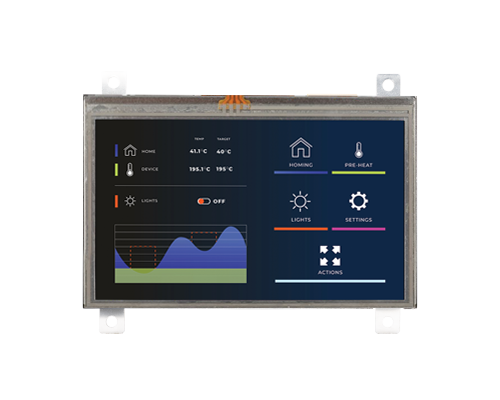 TEMP TARGET
HOME 41.1°C 40°C
DEVICE 195.1°C 195°C
LIGHTS OFF
HOMING
PRE-HEAT
LIGHTS
SETTINGS
ACTIONS